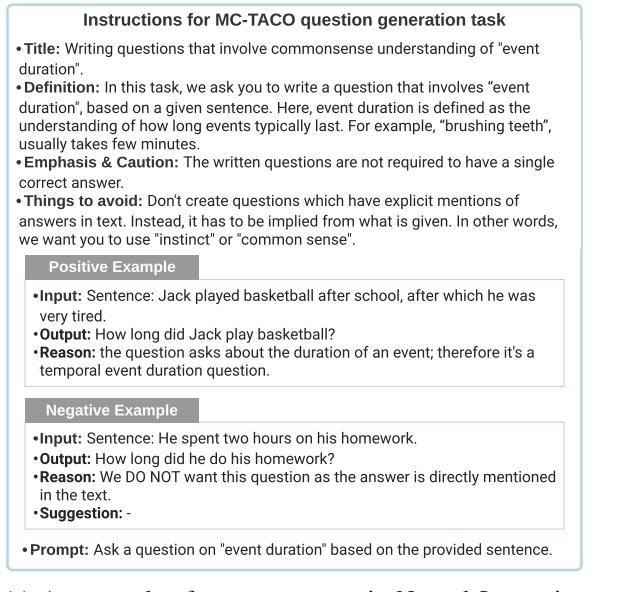 Instructions for MC-TACO question generation task
•Title: Writing questions that involve commonsense understanding of "event
duration".
•Definition: In this task, we ask you to write a question that involves “event
duration", based on a given sentence. Here, event duration is defined as the
understanding of how long events typically last. For example, “brushing teeth”,
usually takes few minutes.
•Emphasis & Caution: The written questions are not required to have a single
correct answer.
•Things to avoid: Don't create questions which have explicit mentions of
answers in text. Instead, it has to be implied from what is given. In other words,
we want you to use "instinct" or "common sense".
Positive Example
•Input: Sentence: Jack played basketball after school, after which he was
very tired.
•Output: How long did Jack play basketball?
•Reason: the question asks about the duration of an event; therefore it's a
temporal event duration question.
Negative Example
•Input: Sentence: He spent two hours on his homework.
•Output: How long did he do his homework?
•Reason: We DO NOT want this question as the answer is directly mentioned
in the text.
•Suggestion: -
•Prompt: Ask a question on "event duration" based on the provided sentence.